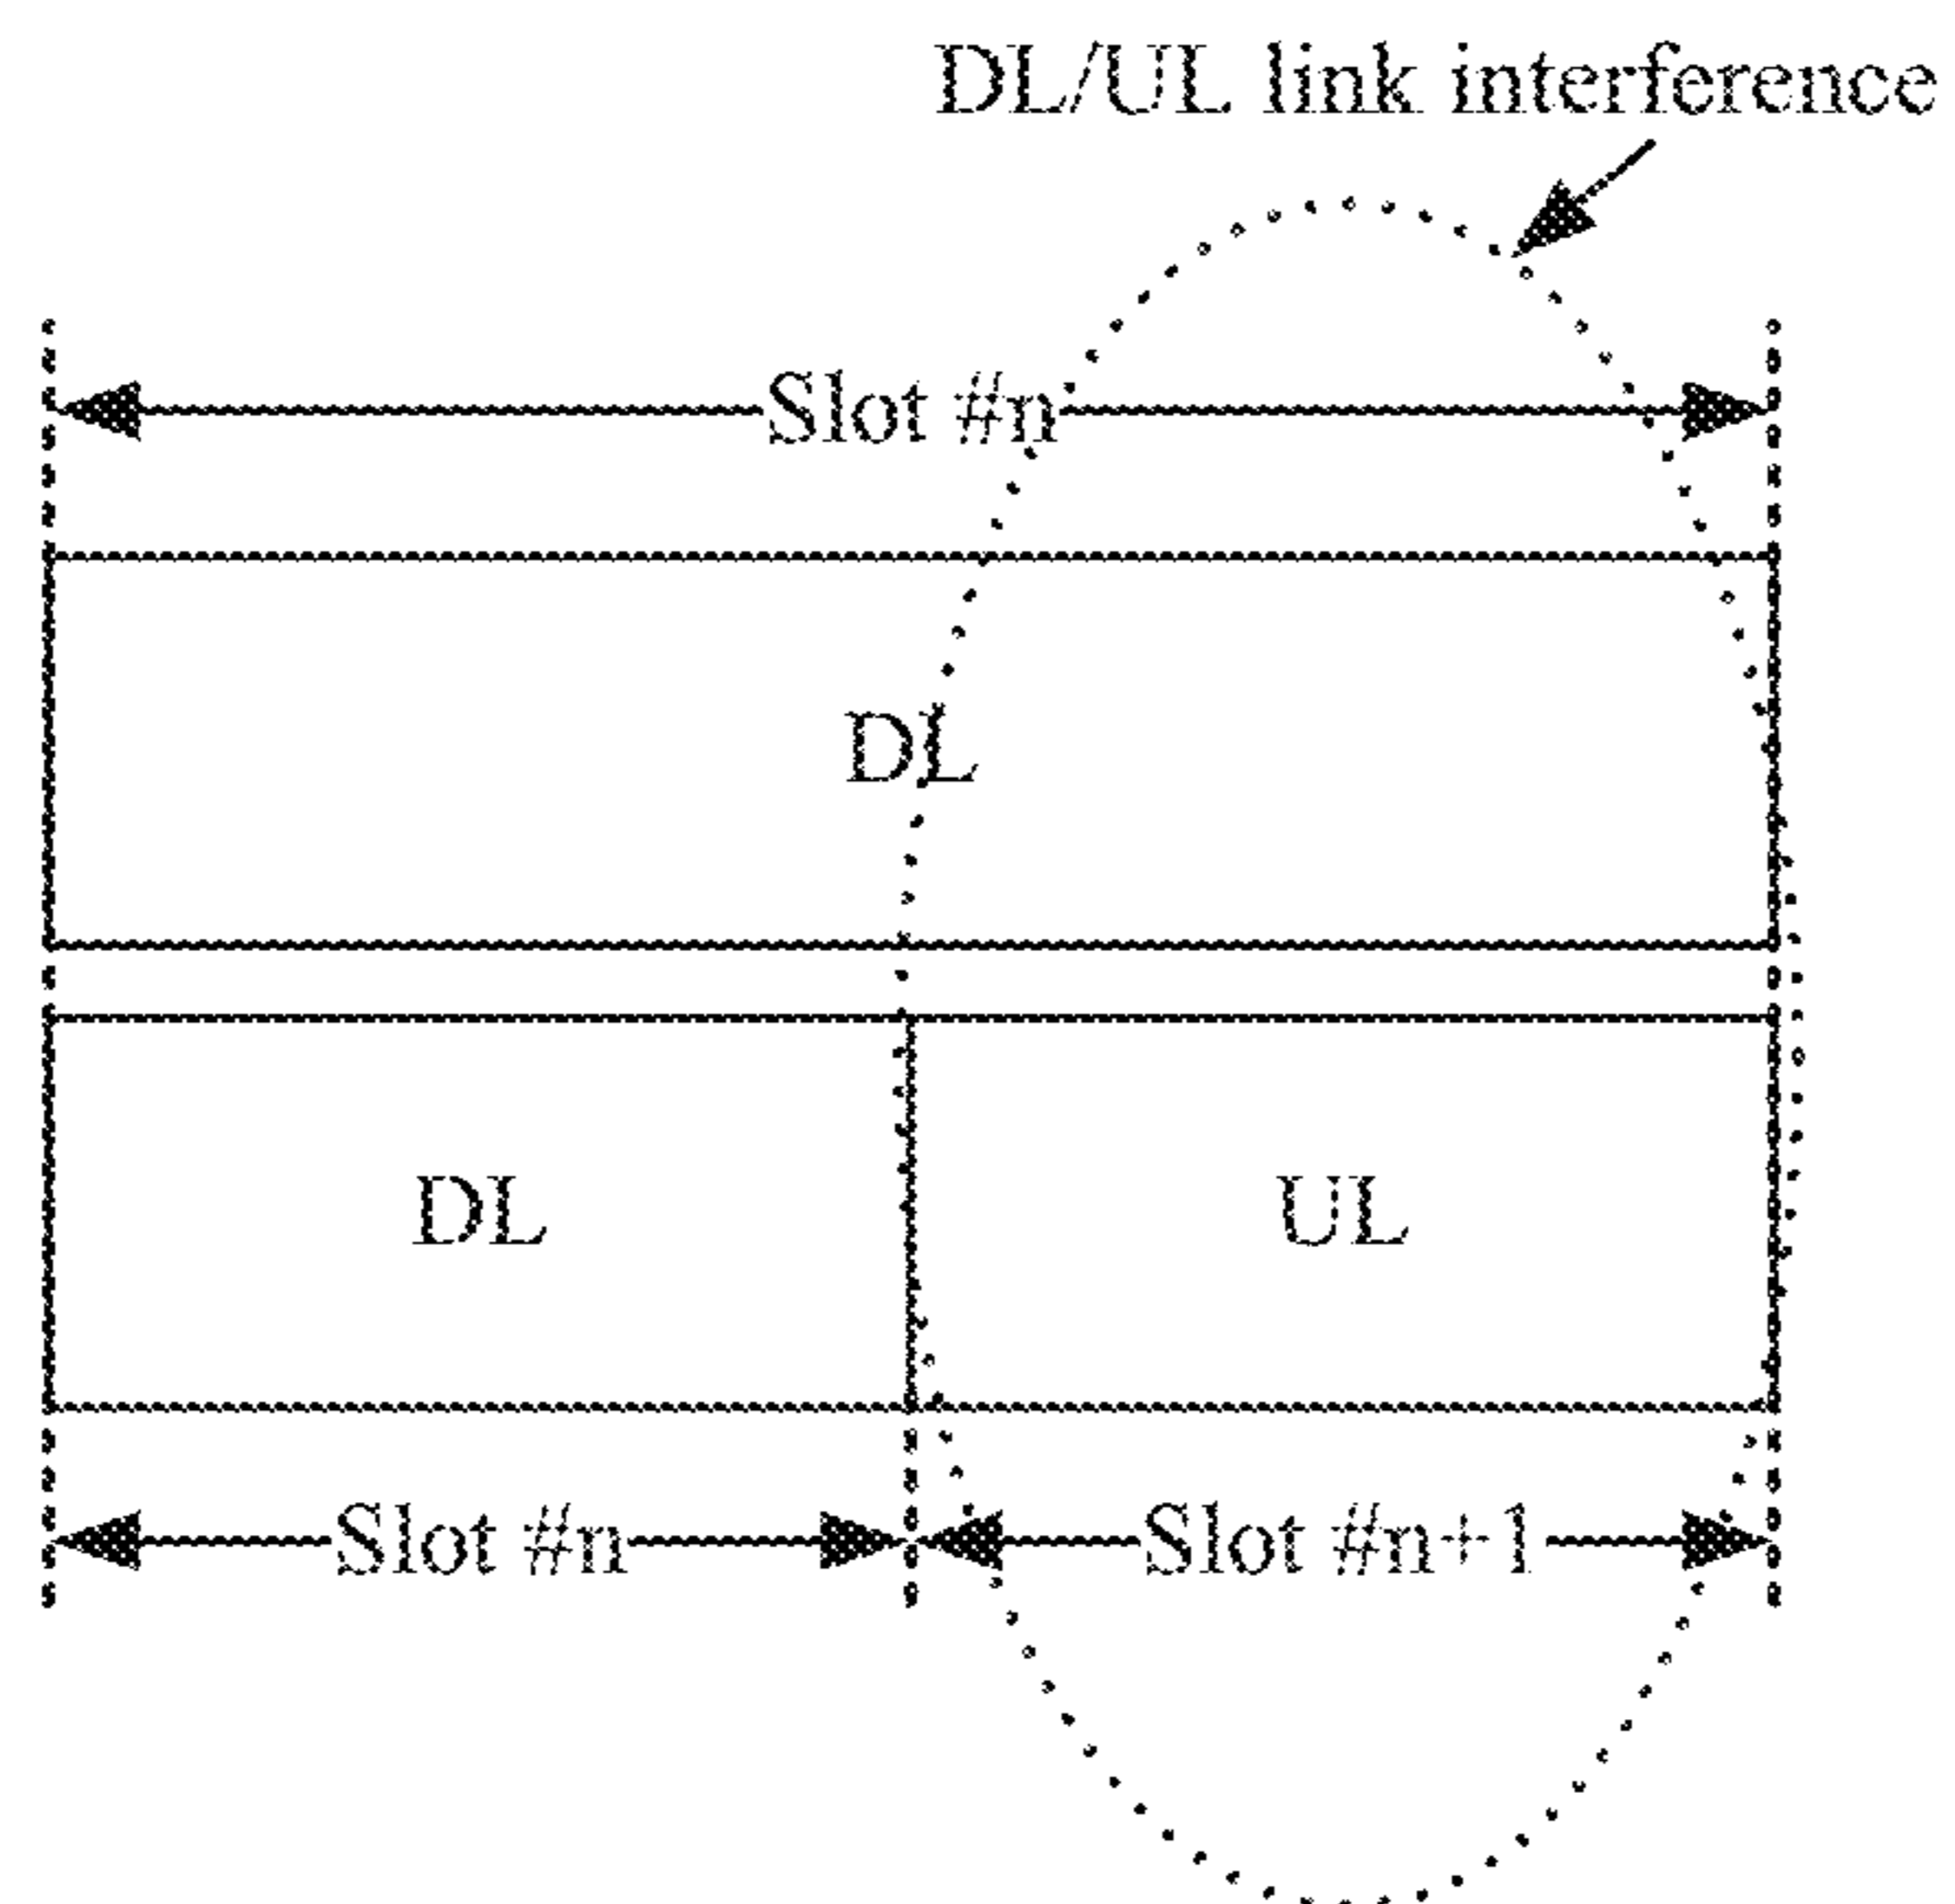 DL/UL link interference
Slot #n
DL
DL UL
Slot #n Slot #n+1